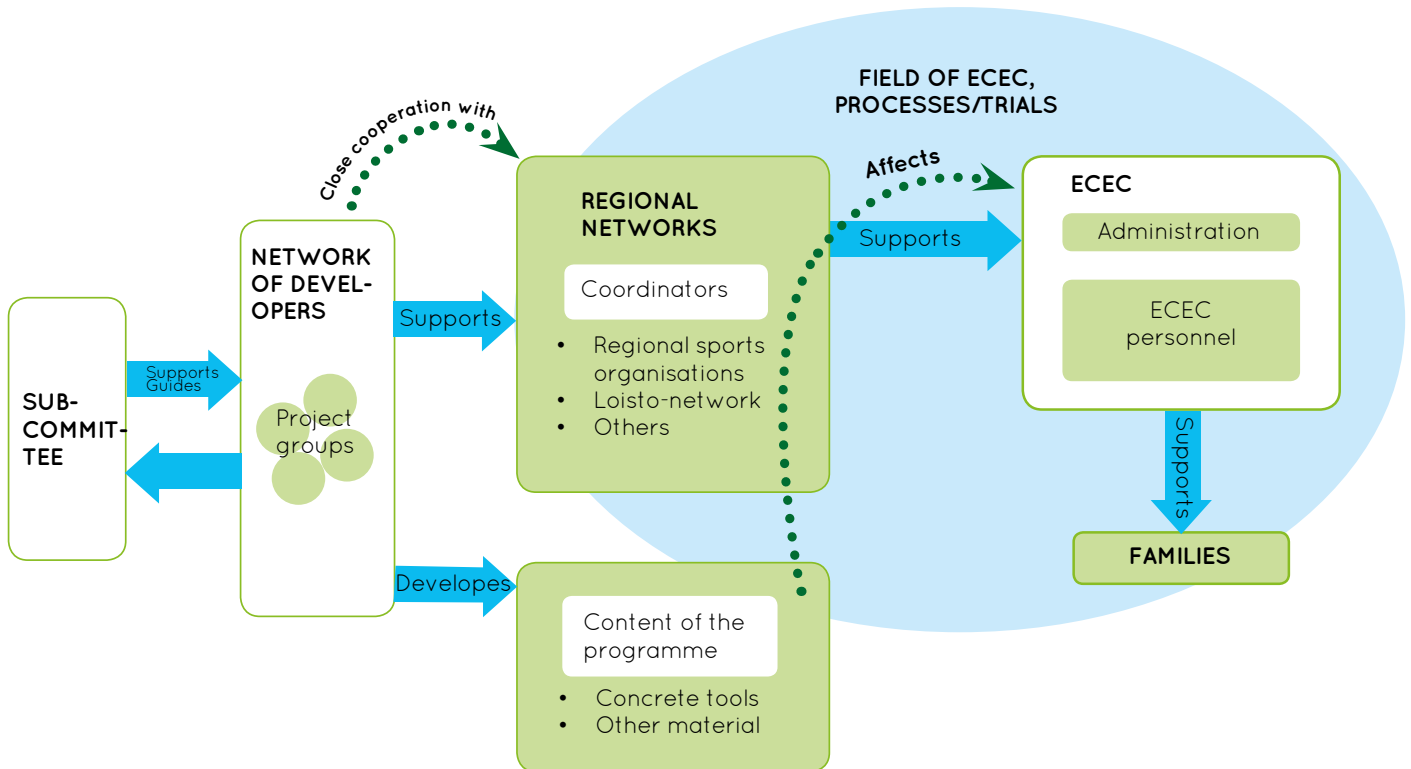 FIELD OF ECEC,
PROCESSES/TRIALS
Close cooperation with
Affects
SUB-
COMMIT-
TEE
Supports
Guides
NETWORK
OF DEVEL-
OPERS
Project
groups
Supports
Developes
REGIONAL
NETWORKS
Coordinators
• Regional sports
organisations
• Loisto-network
• Others
Content of the
programme
• Concrete tools
• Other material
Supports
ECEC
Administration
ECEC
personnel
Supports
FAMILIES